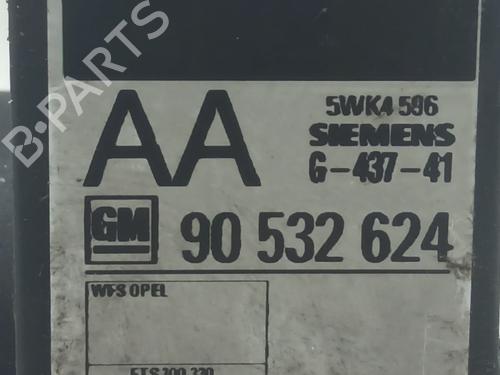 B·PARTS
AA
5WK4 596
SIEMENS
G-437-41
GM
90 532 624
WFS OPEL